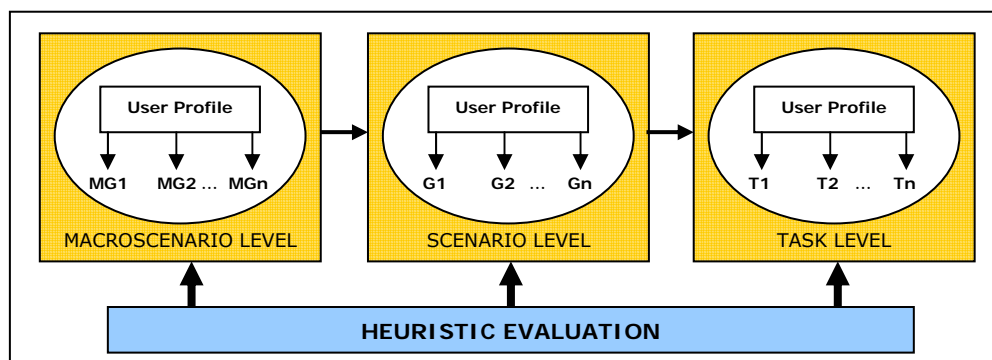 User Profile
MG1 MG2 ... MGn
MACROSCENARIO LEVEL
User Profile
G1 G2 ... Gn
SCENARIO LEVEL
User Profile
T1 T2 ... Tn
TASK LEVEL
HEURISTIC EVALUATION